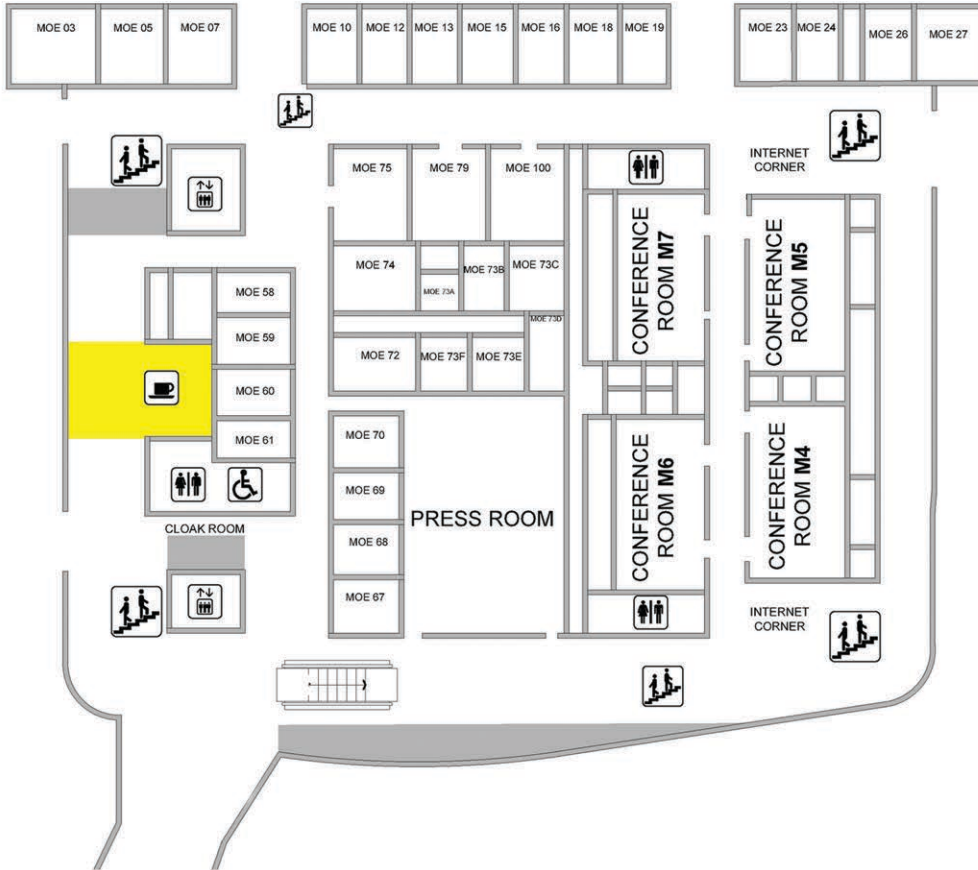 MOE 03
MOE 05
MOE 07
MOE 10
MOE 12
MOE 13
MOE 15
MOE 16
MOE 18
MOE 19
MOE 23
MOE 24
MOE 26
MOE 27
INTERNET
CORNER
MOE 75
MOE 79
MOE 100
CONFERENCE
ROOM M7
CONFERENCE
ROOM M5
MOE 74
MOE 73A
MOE 73B
MOE 73C
MOE 73D
MOE 58
MOE 59
MOE 60
MOE 61
MOE 72
MOE 73F
MOE 73E
MOE 70
MOE 69
MOE 68
MOE 67
PRESS ROOM
CONFERENCE
ROOM M6
CONFERENCE
ROOM M4
CLOAK ROOM
INTERNET
CORNER